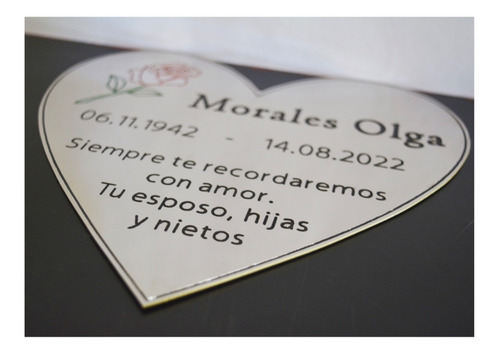 Morales Olga
06.11.1942 - 14.08.2022
Siempre te recordaremos
con amor.
Tu esposo, hijas
y nietos